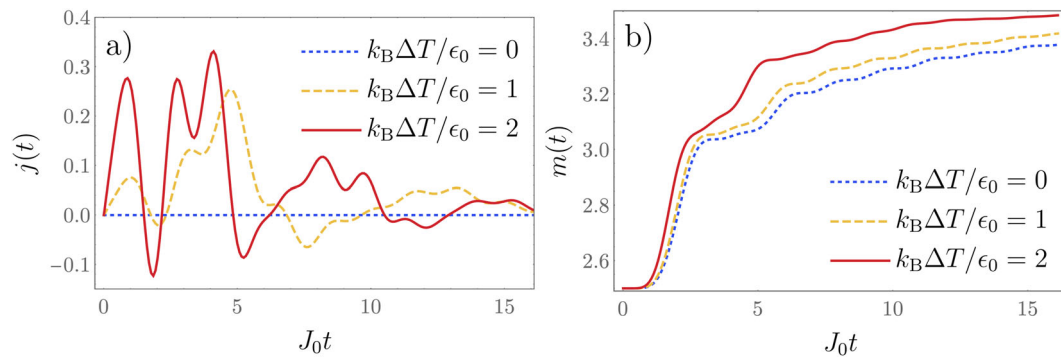 a)
0.4
0.3
0.2
0.1
0.0
−0.1
j(t)
k_BΔT/ϵ_0 = 0
k_BΔT/ϵ_0 = 1
k_BΔT/ϵ_0 = 2
0 5 10 15
J_0t
b)
3.4
3.2
3.0
2.8
2.6
m(t)
k_BΔT/ϵ_0 = 0
k_BΔT/ϵ_0 = 1
k_BΔT/ϵ_0 = 2
0 5 10 15
J_0t